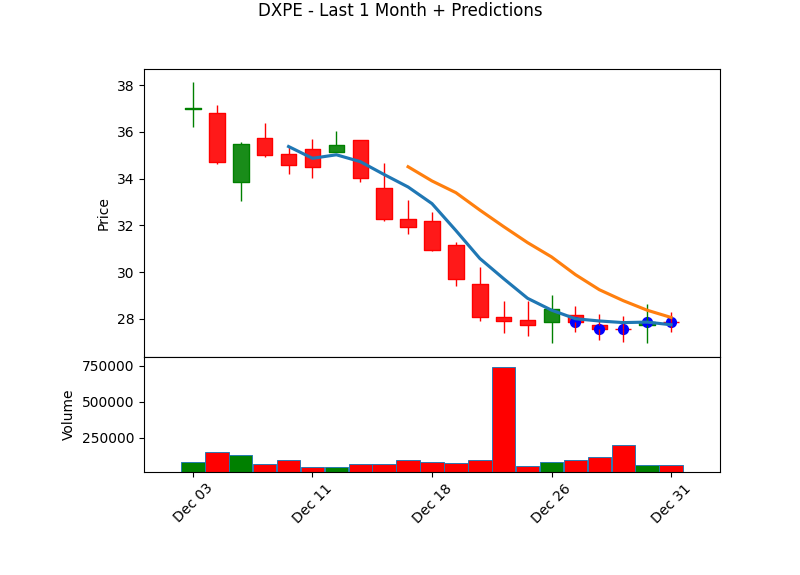 DXPE - Last 1 Month + Predictions
38
36
34
32
30
28
Price
750000
500000
250000
Volume
Dec 03
Dec 11
Dec 18
Dec 26
Dec 31